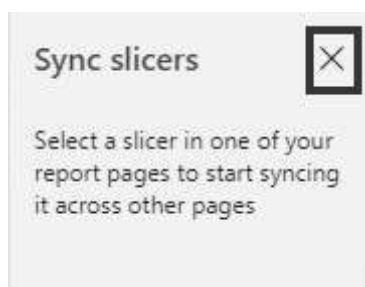 Sync slicers
Select a slicer in one of your
report pages to start syncing
it across other pages